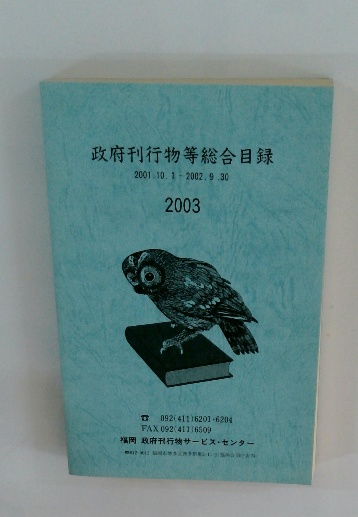 政府刊行物等総合目録
2001.10.1－2002.9.30
2003
☎ 092(411)6201・6204
FAX 092(411)6509
福岡 政府刊行物サービス・センター